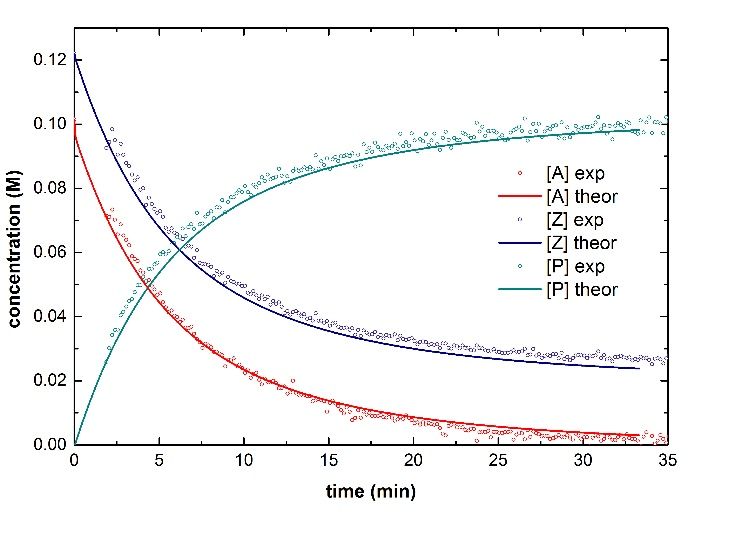 0.12
0.10
0.08
0.06
0.04
0.02
0.00
concentration (M)
[A] exp
[A] theor
[Z] exp
[Z] theor
[P] exp
[P] theor
0 5 10 15 20 25 30 35
time (min)